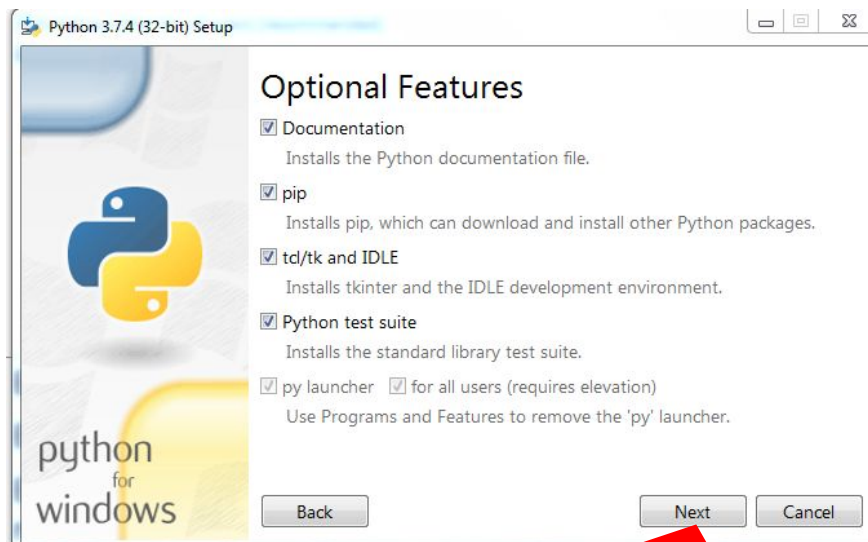 Python 3.7.4 (32-bit) Setup
Optional Features
Documentation
Installs the Python documentation file.
pip
Installs pip, which can download and install other Python packages.
tcl/tk and IDLE
Installs tkinter and the IDLE development environment.
Python test suite
Installs the standard library test suite.
py launcher for all users (requires elevation)
Use Programs and Features to remove the 'py' launcher.
python
for
windows
Back Next Cancel